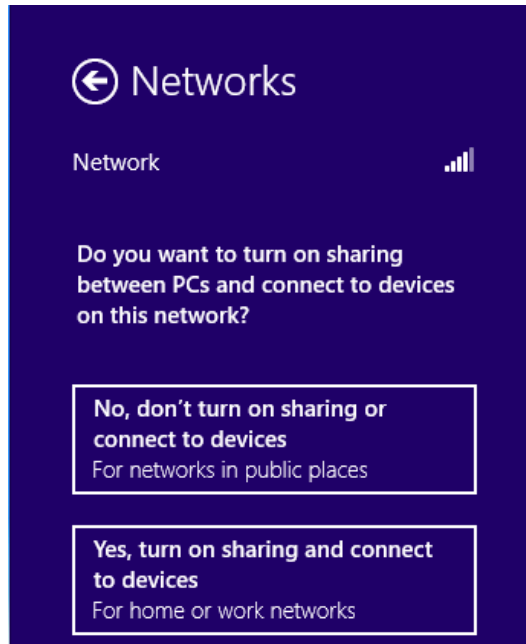 Networks
Network
Do you want to turn on sharing
between PCs and connect to devices
on this network?
No, don't turn on sharing or
connect to devices
For networks in public places
Yes, turn on sharing and connect
to devices
For home or work networks